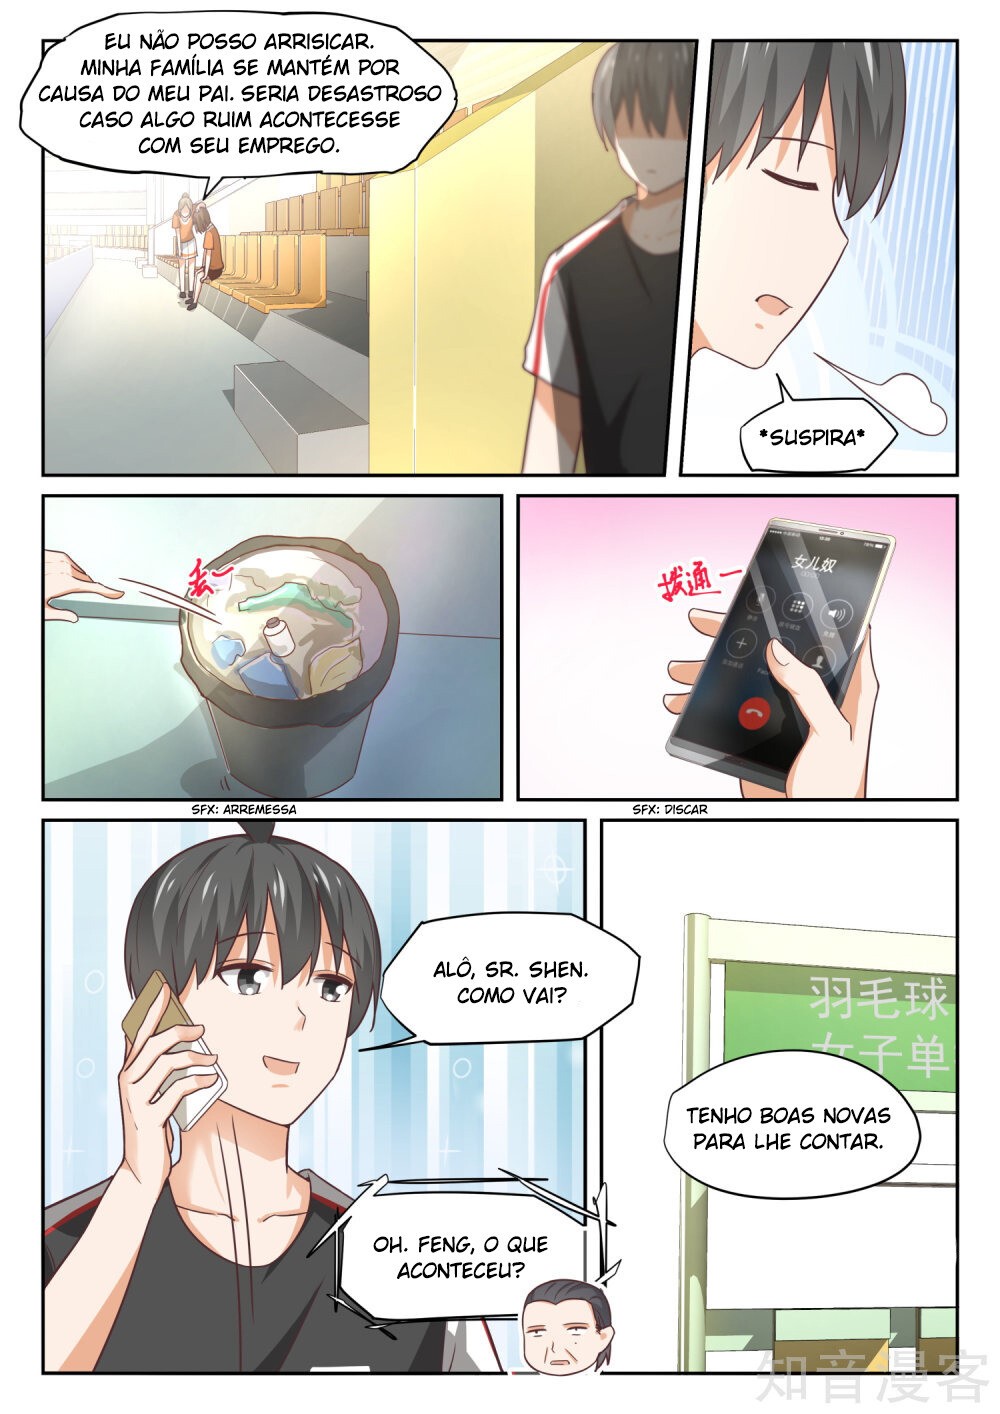 EU NÃO POSSO ARRISICAR.
MINHA FAMÍLIA SE MANTÉM POR
CAUSA DO MEU PAI. SERIA DESASTROSO
CASO ALGO RUIM ACONTECESSE
COM SEU EMPREGO.
*SUSPIRA*
丢～
SFX: ARREMESSA
拨通一
女儿奴
SFX: DISCAR
ALÔ, SR. SHEN.
COMO VAI?
OH. FENG, O QUE
ACONTECEU?
羽毛球
女子单
TENHO BOAS NOVAS
PARA LHE CONTAR.
知音漫客